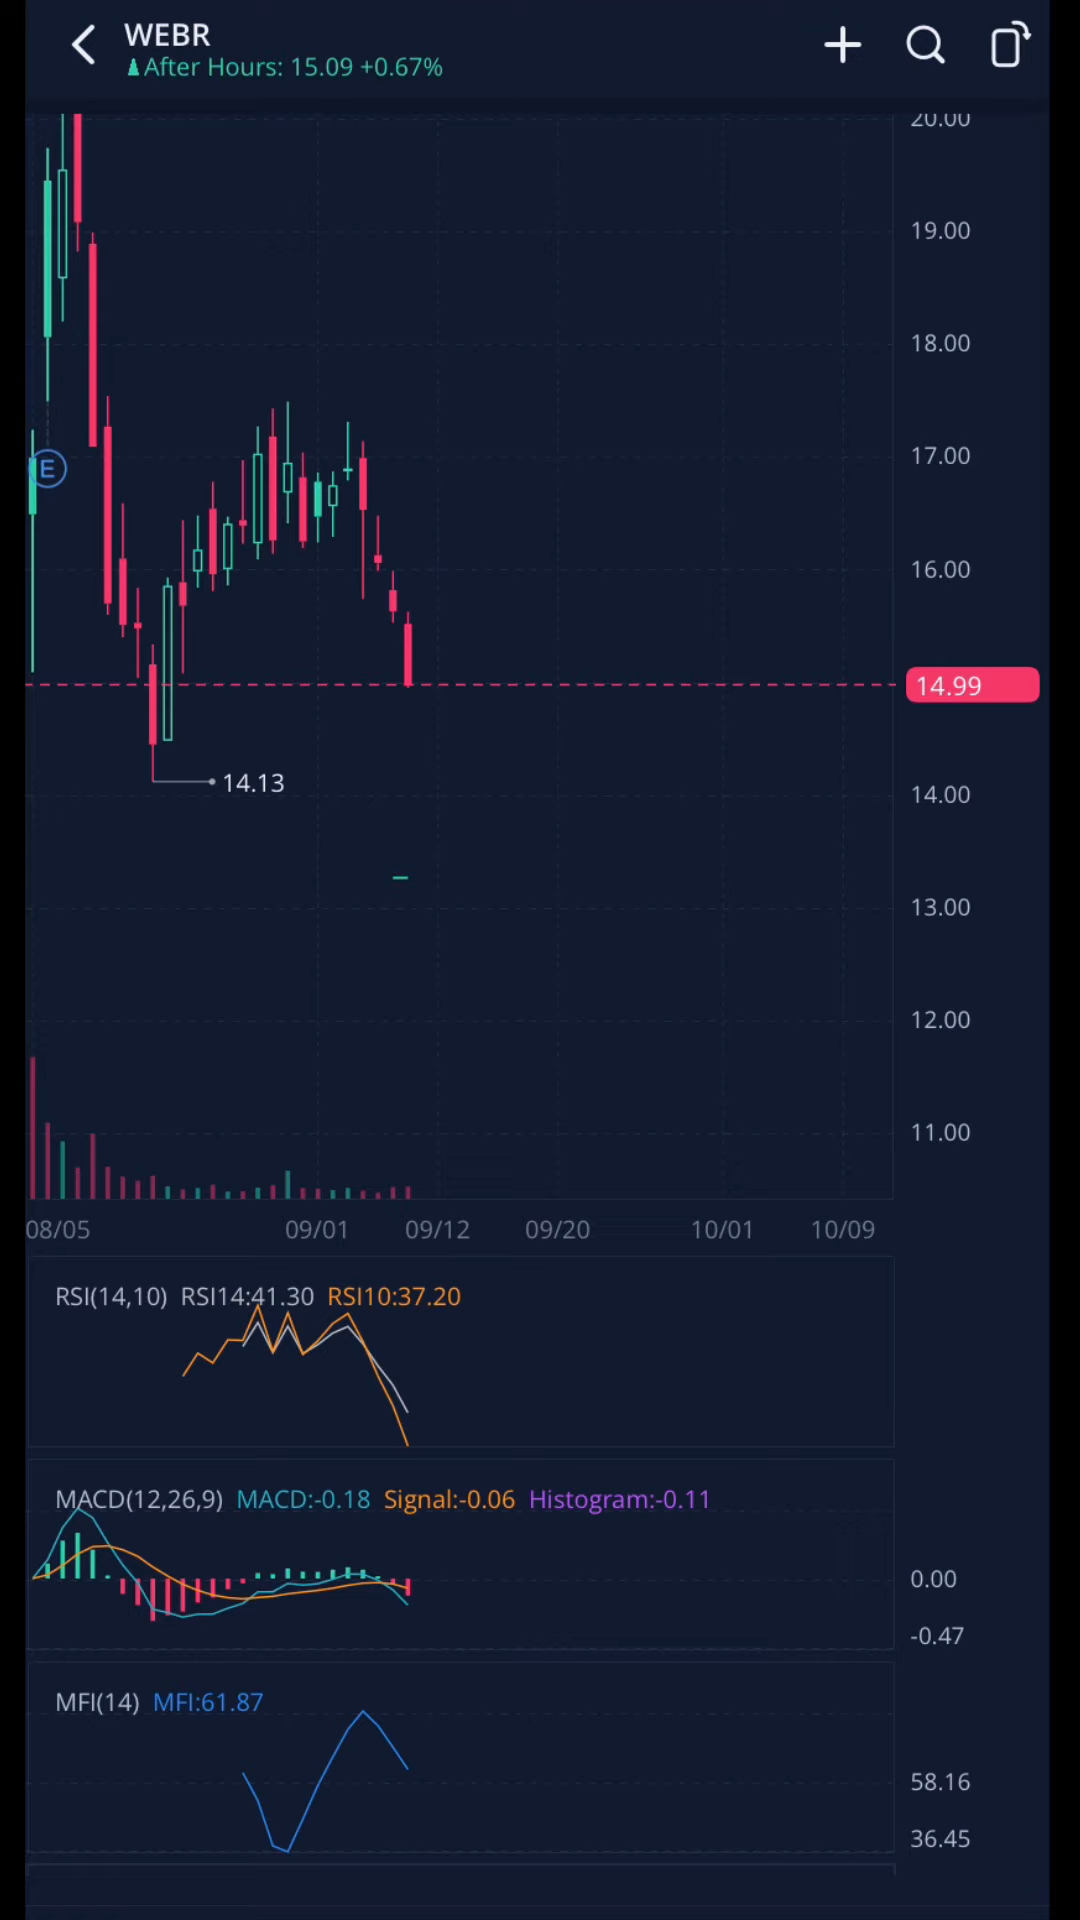 WEBR
After Hours: 15.09 +0.67%
20.00
19.00
18.00
17.00
E
16.00
14.99
14.13
14.00
13.00
12.00
11.00
08/05 09/01 09/12 09/20 10/01 10/09
RSI(14,10) RSI14:41.30 RSI10:37.20
MACD(12,26,9) MACD:-0.18 Signal:-0.06 Histogram:-0.11
0.00
-0.47
MFI(14) MFI:61.87
58.16
36.45